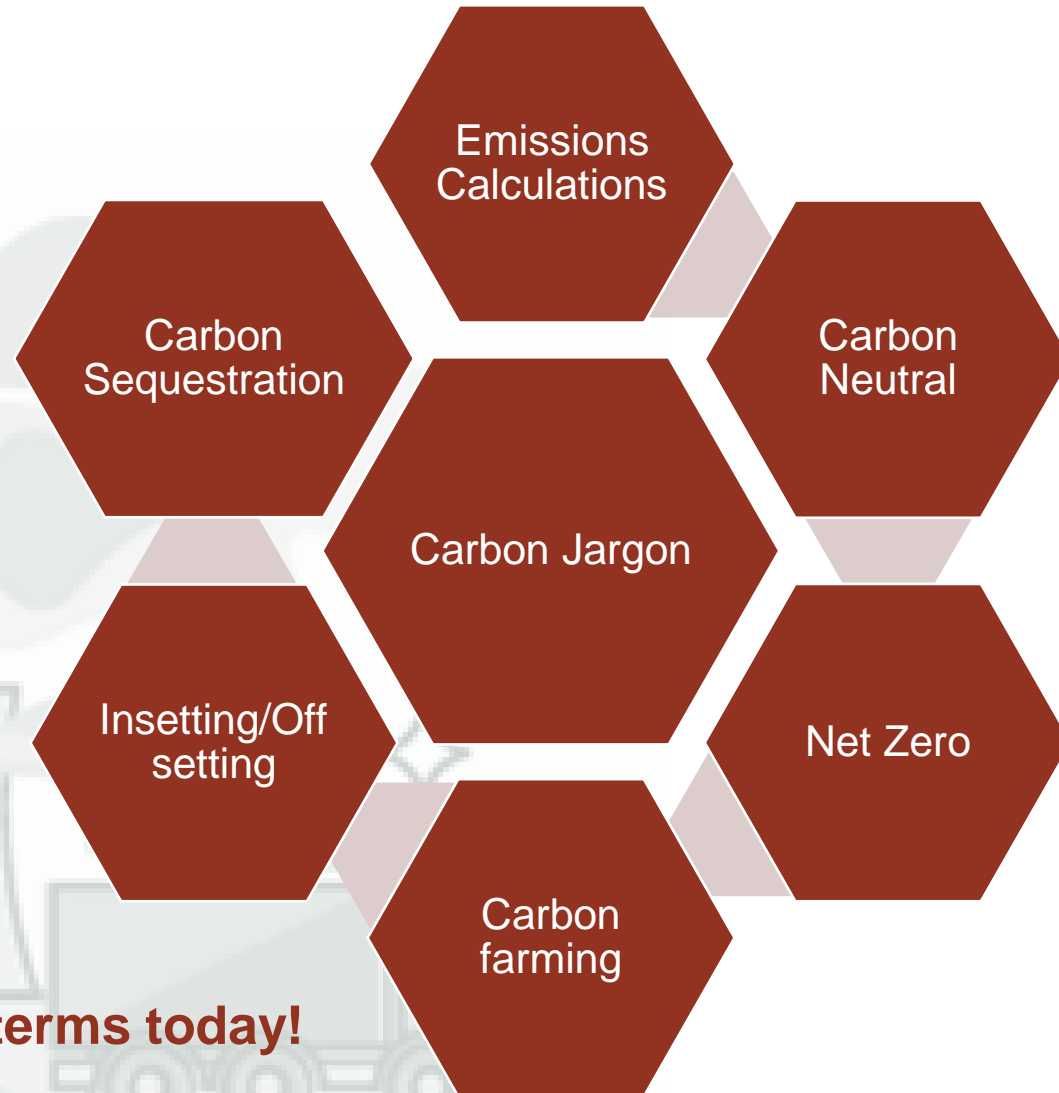 Emissions
Calculations
Carbon
Neutral
Net Zero
Carbon
farming
Insetting/Off
setting
Carbon
Sequestration
Carbon Jargon
terms today!